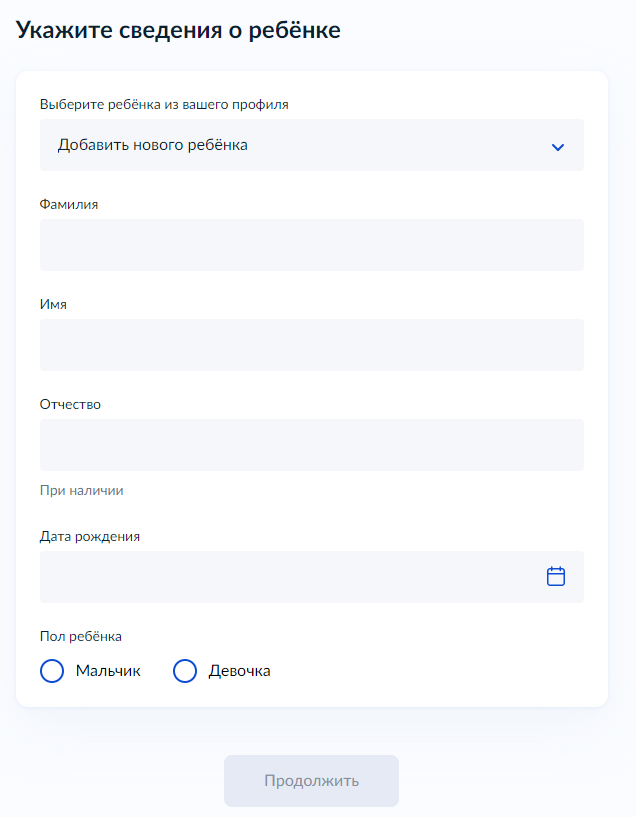 Укажите сведения о ребёнке
Выберите ребёнка из вашего профиля
Добавить нового ребёнка
Фамилия
Имя
Отчество
При наличии
Дата рождения
Пол ребёнка
Мальчик Девочка
Продолжить